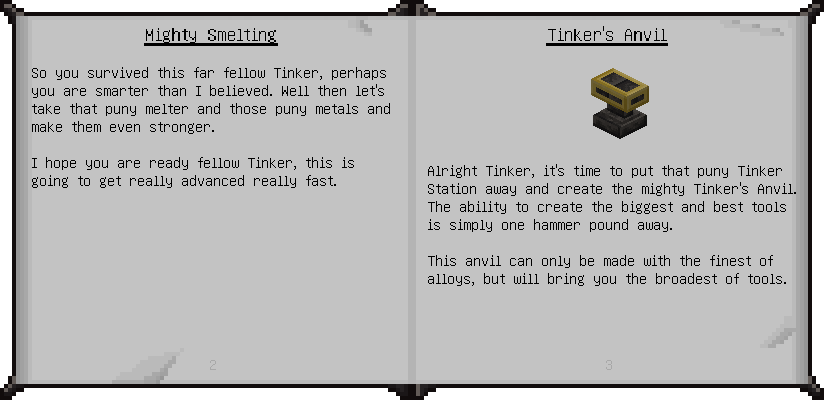 Mighty Smelting
So you survived this far fellow Tinker, perhaps
you are smarter than I believed. Well then let's
take that puny melter and those puny metals and
make them even stronger.
I hope you are ready fellow Tinker, this is
going to get really advanced really fast.
2
Tinker's Anvil
Alright Tinker, it's time to put that puny Tinker
Station away and create the mighty Tinker's Anvil.
The ability to create the biggest and best tools
is simply one hammer pound away.
This anvil can only be made with the finest of
alloys, but will bring you the broadest of tools.
3